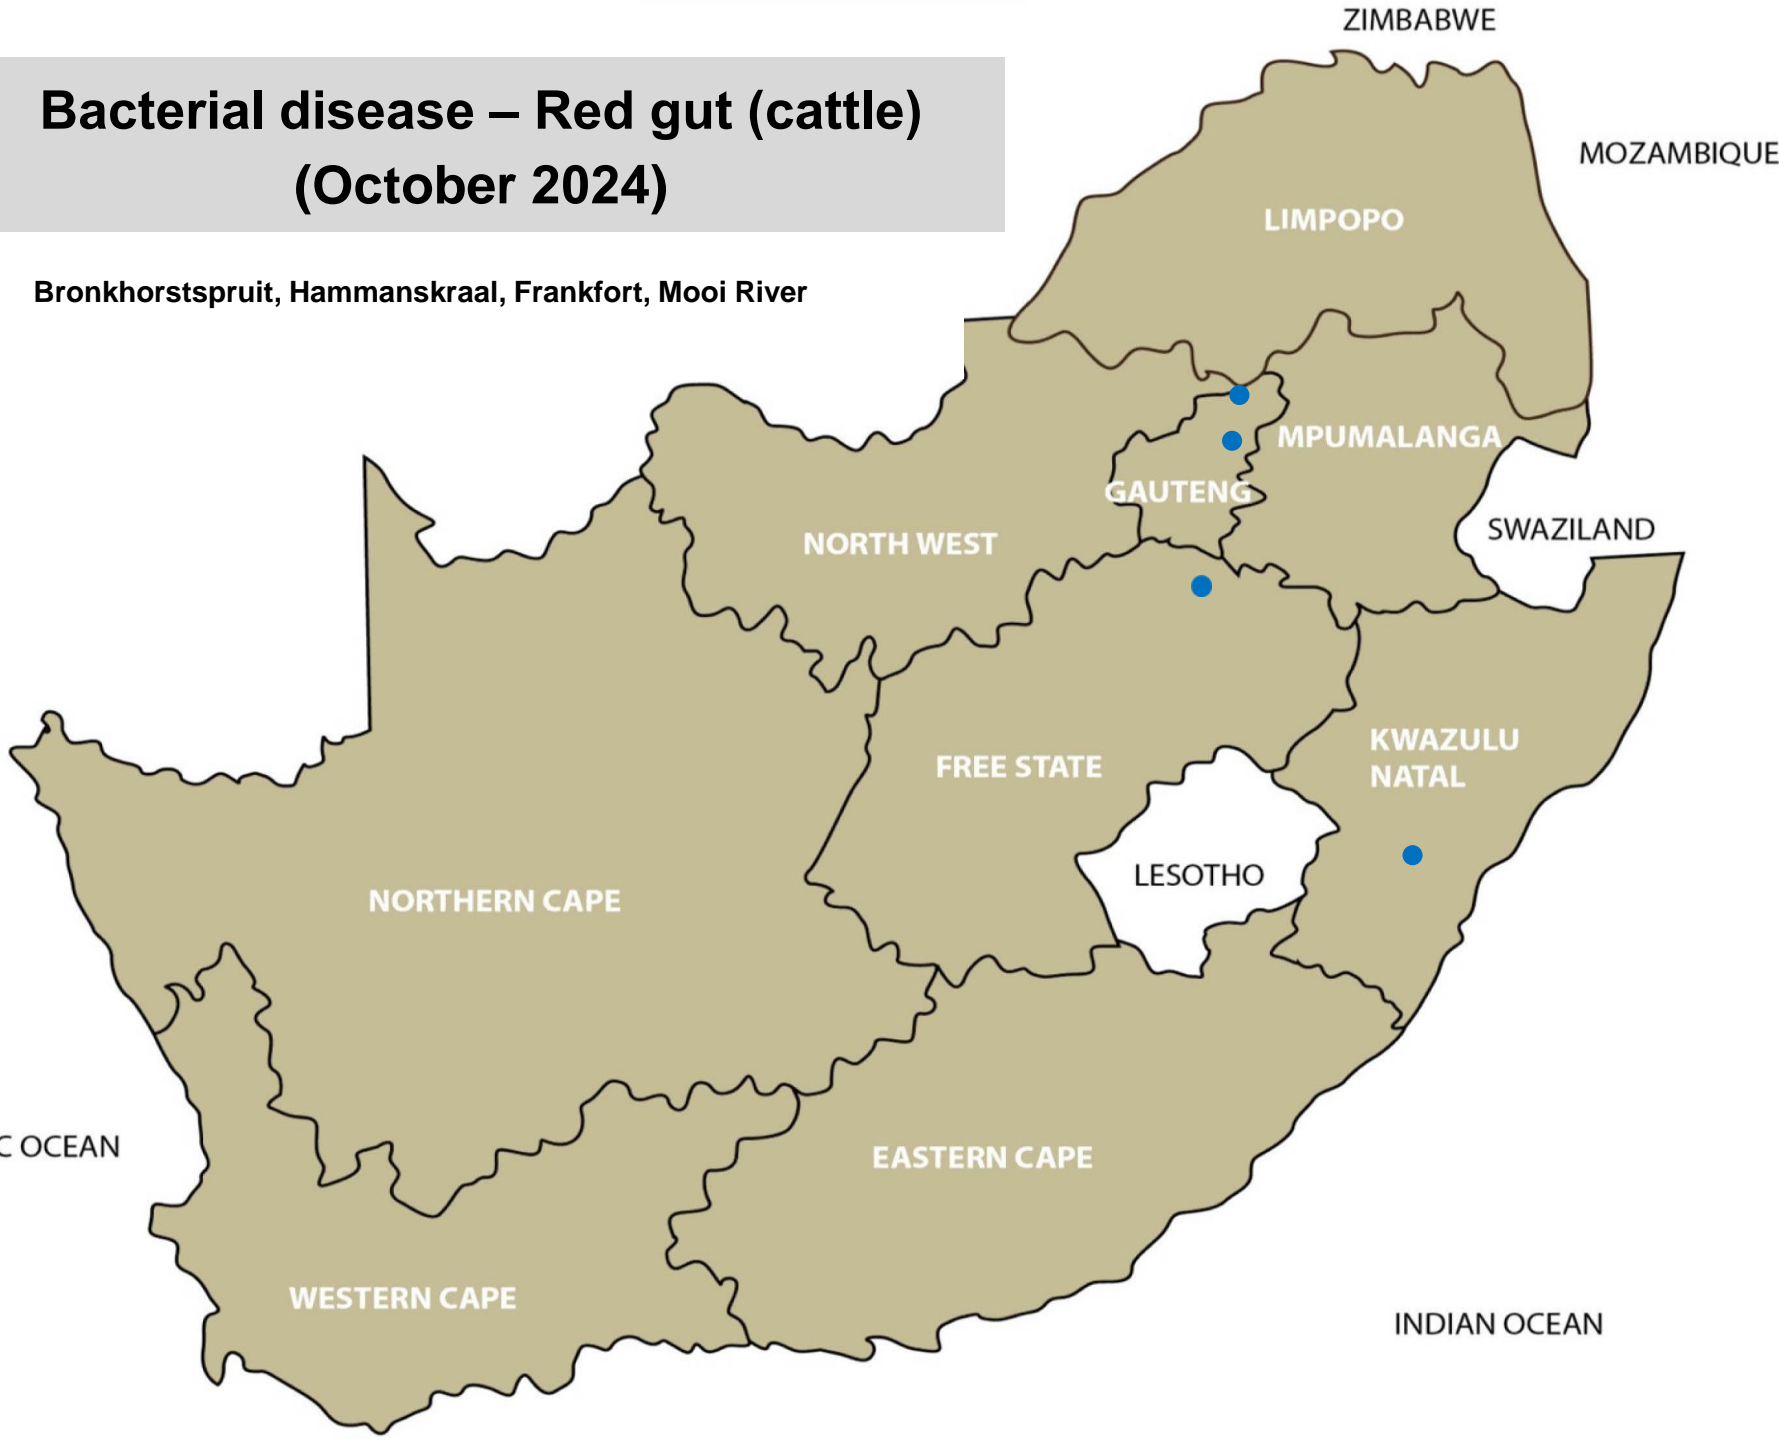 ZIMBABWE
Bacterial disease – Red gut (cattle)
(October 2024)
MOZAMBIQUE
LIMPOPO
Bronkhorstspruit, Hammanskraal, Frankfort, Mooi River
MPUMALANGA
GAUTENG
SWAZILAND
NORTH WEST
KWAZULU
NATAL
FREE STATE
LESOTHO
NORTHERN CAPE
C OCEAN
EASTERN CAPE
WESTERN CAPE
INDIAN OCEAN